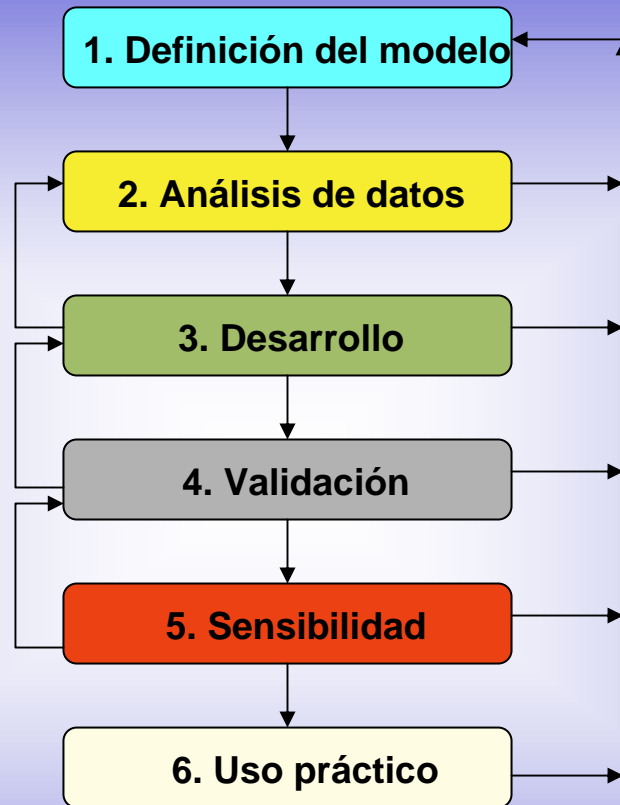 1. Definición del modelo
2. Análisis de datos
3. Desarrollo
4. Validación
5. Sensibilidad
6. Uso práctico